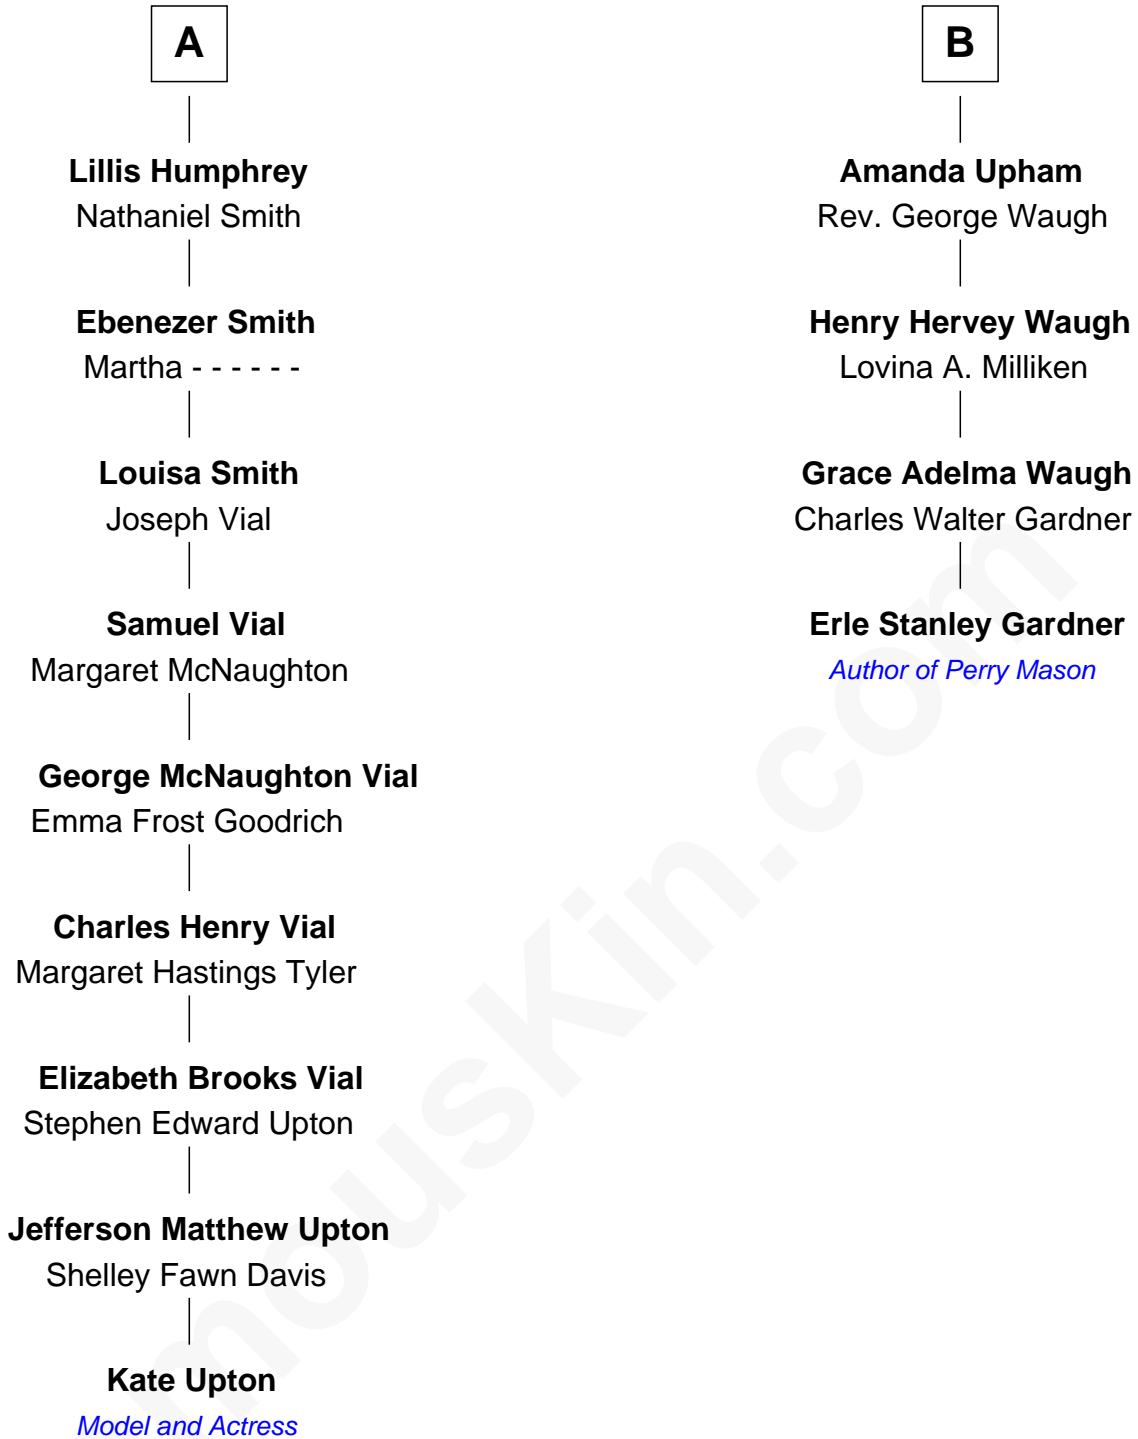 A
Lillis Humphrey
Nathaniel Smith
Ebenezer Smith
Martha - - - - - -
Louisa Smith
Joseph Vial
Samuel Vial
Margaret McNaughton
George McNaughton Vial
Emma Frost Goodrich
Charles Henry Vial
Margaret Hastings Tyler
Elizabeth Brooks Vial
Stephen Edward Upton
Jefferson Matthew Upton
Shelley Fawn Davis
Kate Upton
Model and Actress
B
Amanda Upham
Rev. George Waugh
Henry Hervey Waugh
Lovina A. Milliken
Grace Adelma Waugh
Charles Walter Gardner
Erle Stanley Gardner
Author of Perry Mason
mousKin.com